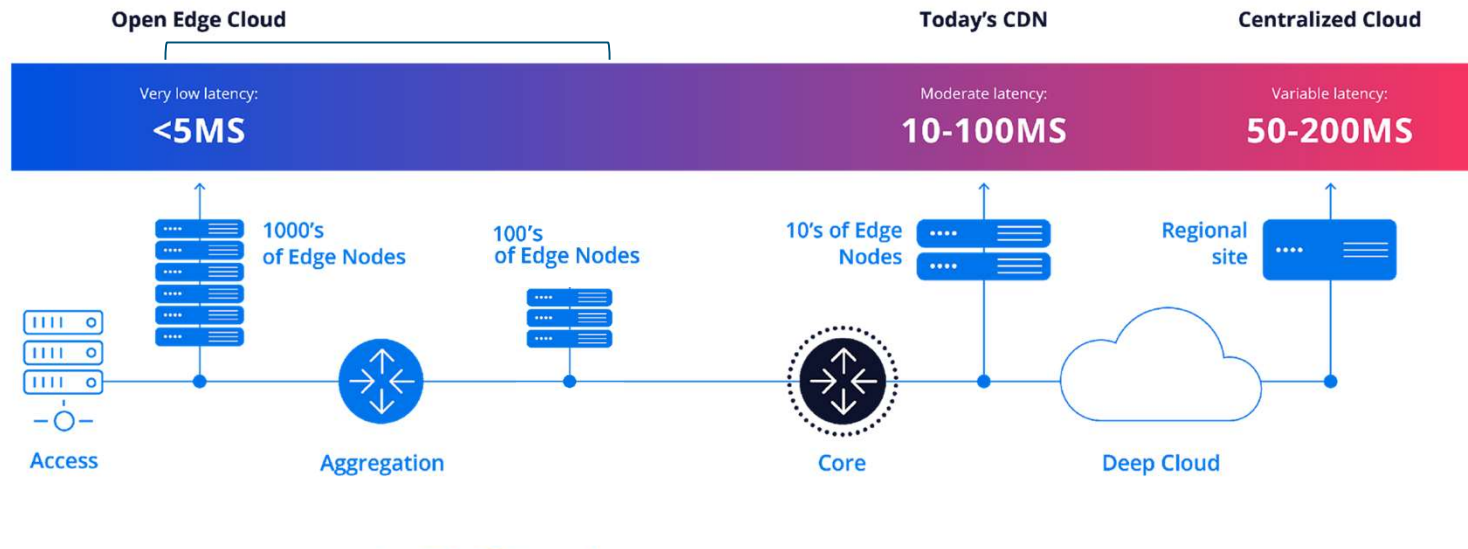 Open Edge Cloud
Today's CDN
Centralized Cloud
Very low latency:
<5MS
Moderate latency:
10-100MS
Variable latency:
50-200MS
1000's
of Edge Nodes
100's
of Edge Nodes
10's of Edge
Nodes
Regional
site
Access
Aggregation
Core
Deep Cloud